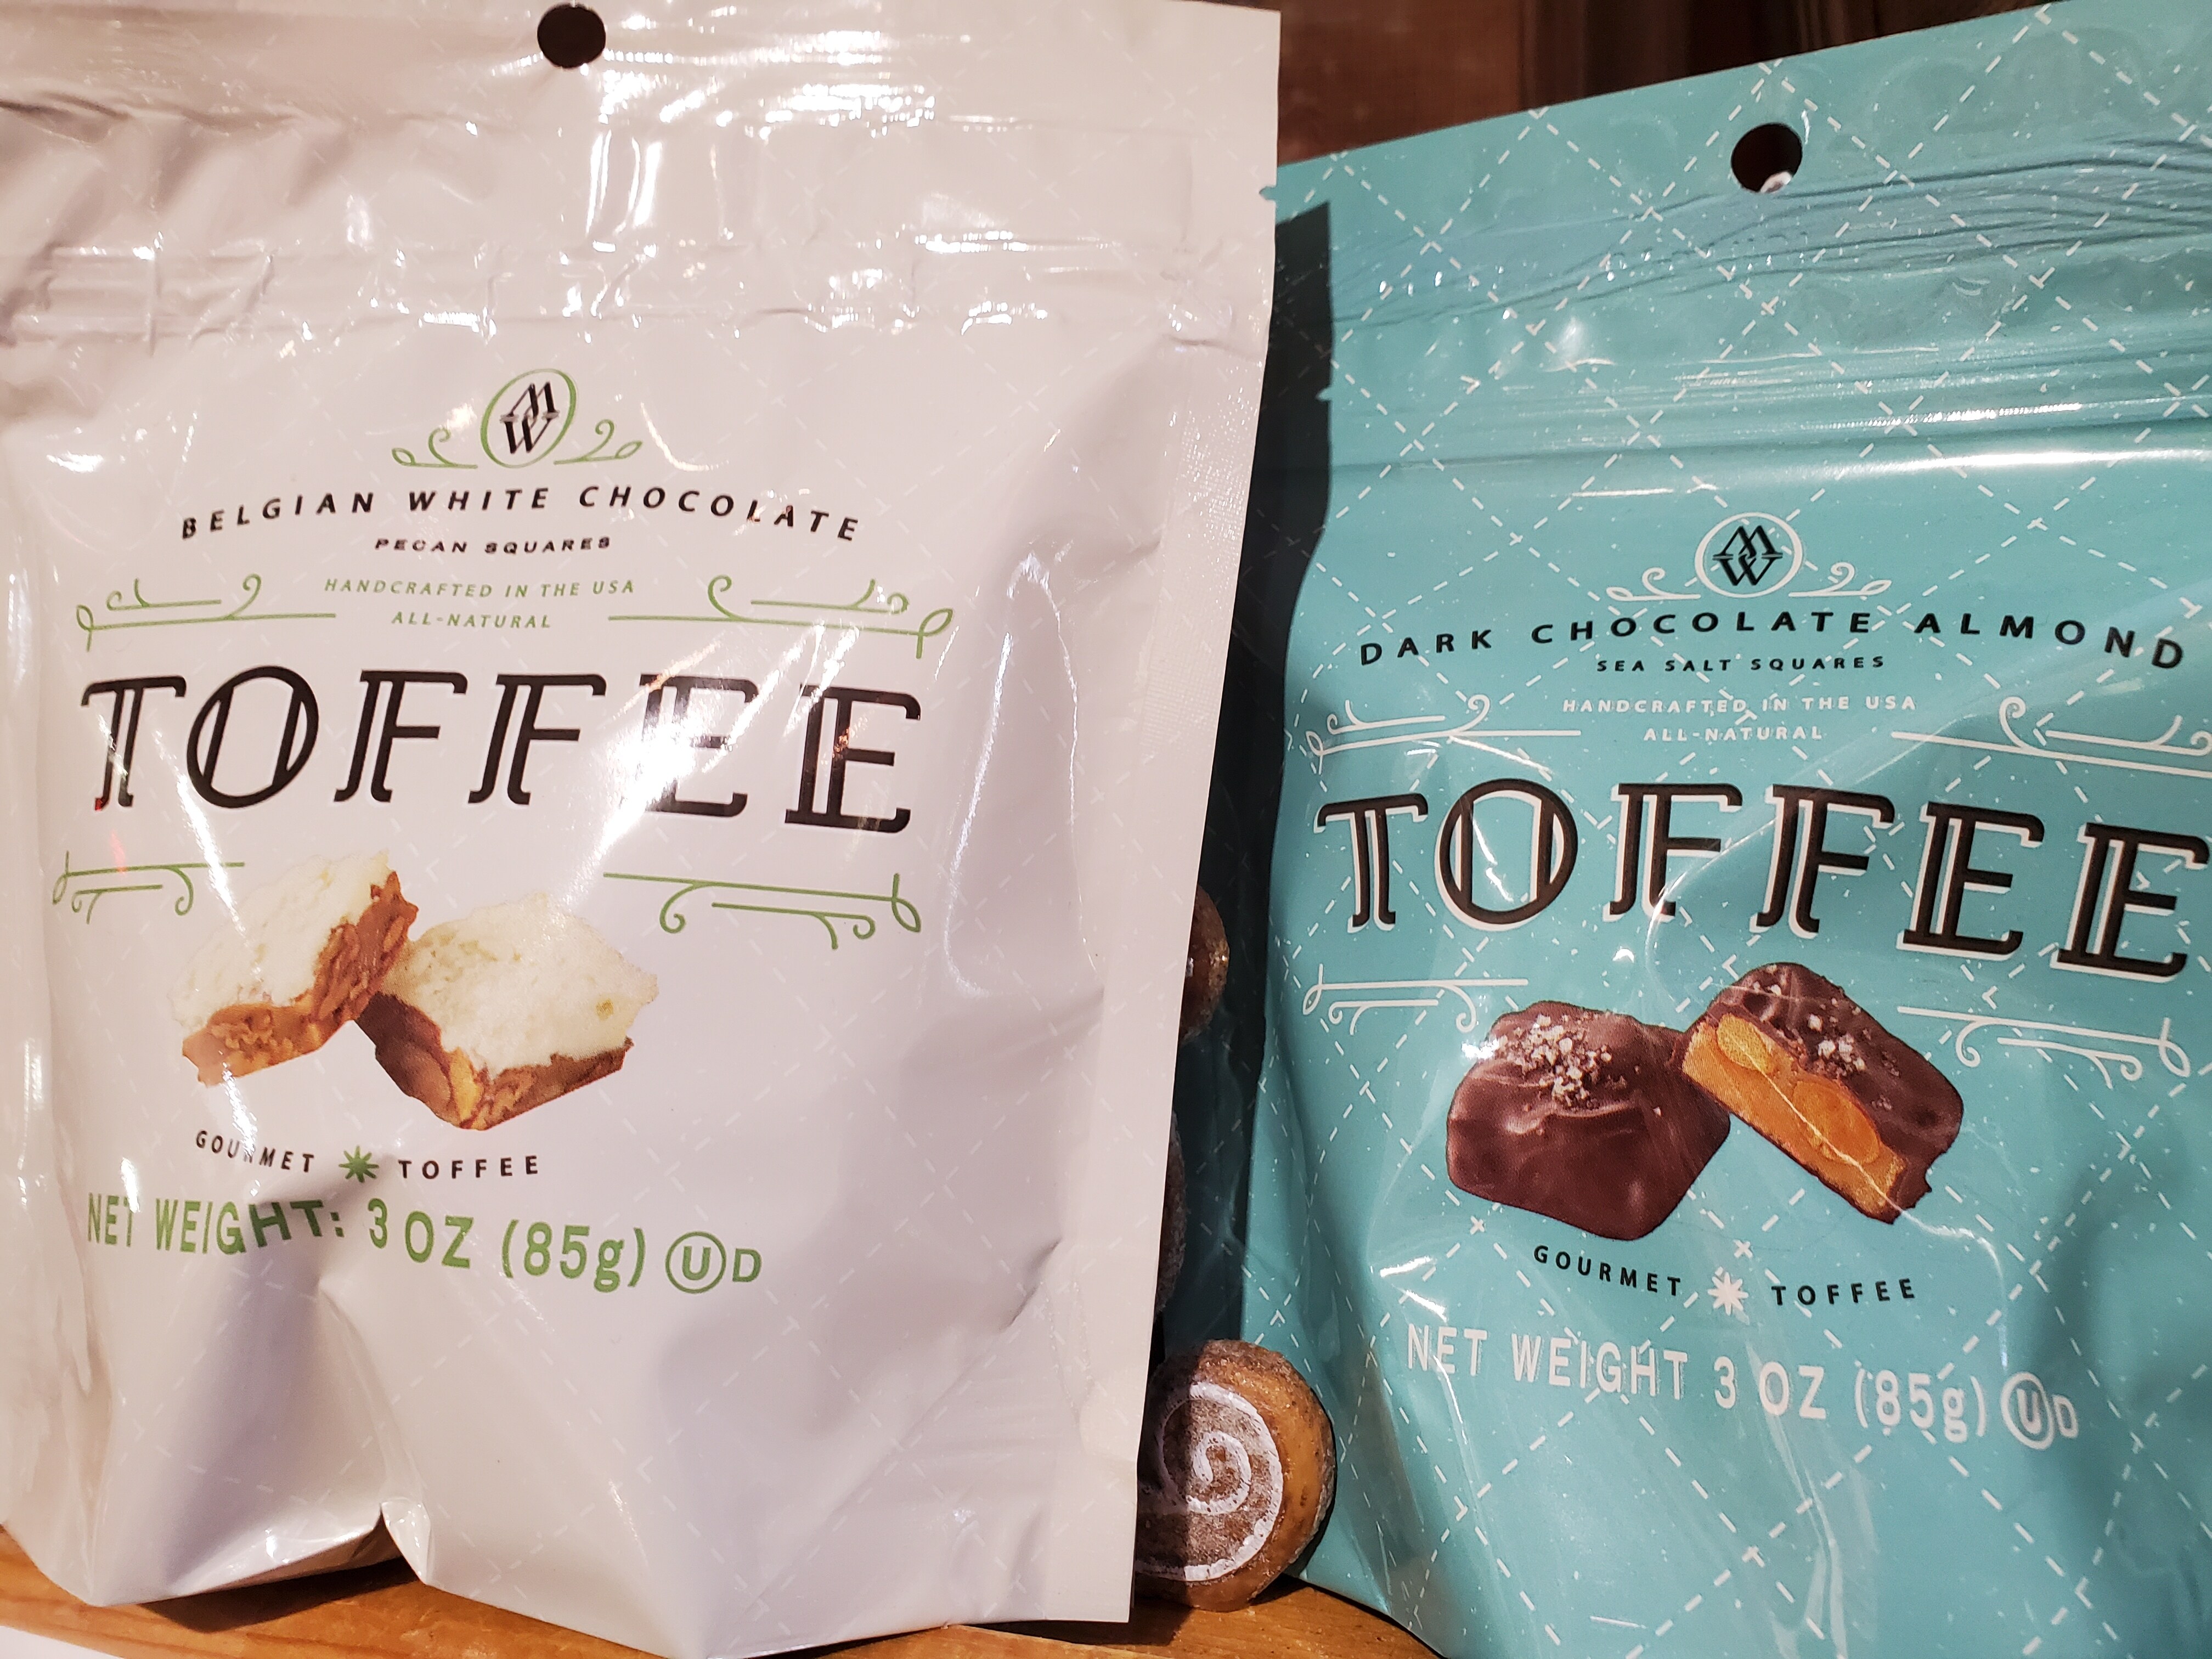 MW
BELGIAN WHITE CHOCOLATE
PECAN SQUARES
HANDCRAFTED IN THE USA
ALL-NATURAL
TOFFEE
GOURMET TOFFEE
NET WEIGHT: 3 OZ (85g) Ⓤ D
MW
DARK CHOCOLATE ALMOND
SEA SALT SQUARES
HANDCRAFTED IN THE USA
ALL-NATURAL
TOFFEE
GOURMET TOFFEE
NET WEIGHT 3 OZ (85g) Ⓤ D